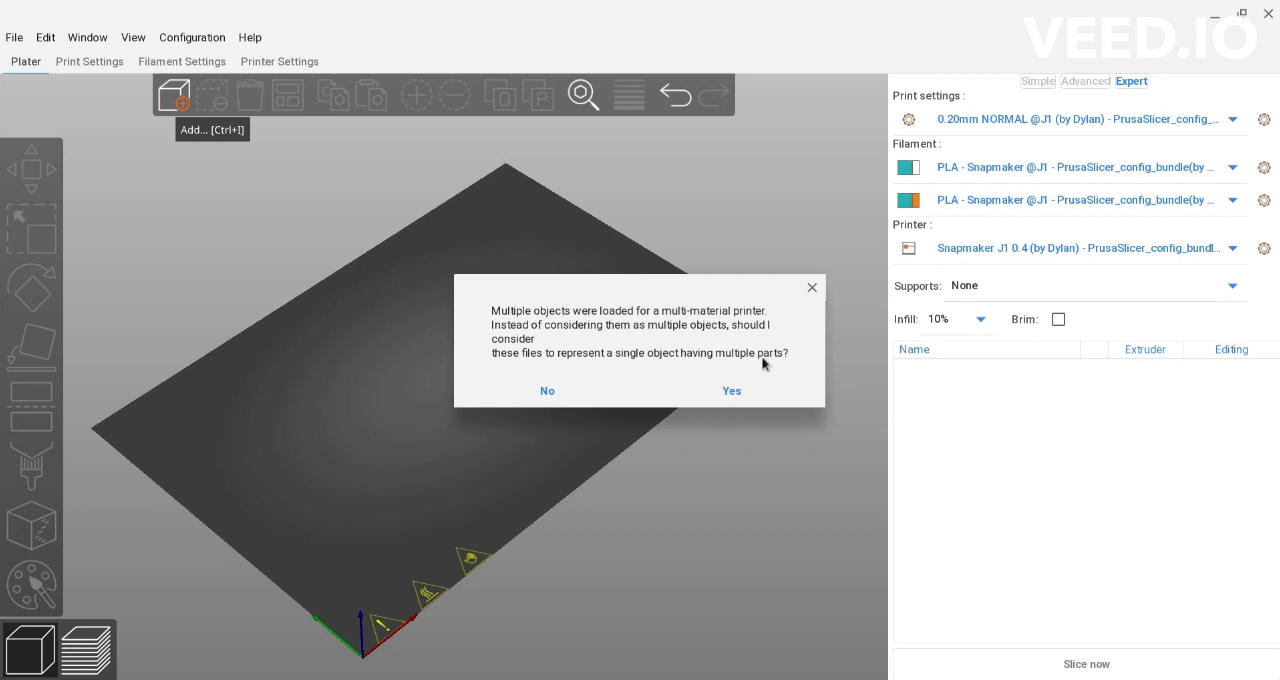 VEED.IO
File Edit Window View Configuration Help
Plater Print Settings Filament Settings Printer Settings
Simple Advanced Expert
Add... [Ctrl+I]
Print settings :
0.20mm NORMAL @J1 (by Dylan) - PrusaSlicer_config_...
Filament :
PLA - Snapmaker @J1 - PrusaSlicer_config_bundle(by ...
PLA - Snapmaker @J1 - PrusaSlicer_config_bundle(by ...
Printer :
Snapmaker J1 0.4 (by Dylan) - PrusaSlicer_config_bundl...
Supports: None
Infill: 10% Brim:
Name Extruder Editing
Multiple objects were loaded for a multi-material printer.
Instead of considering them as multiple objects, should I
consider
these files to represent a single object having multiple parts?
No Yes
Slice now